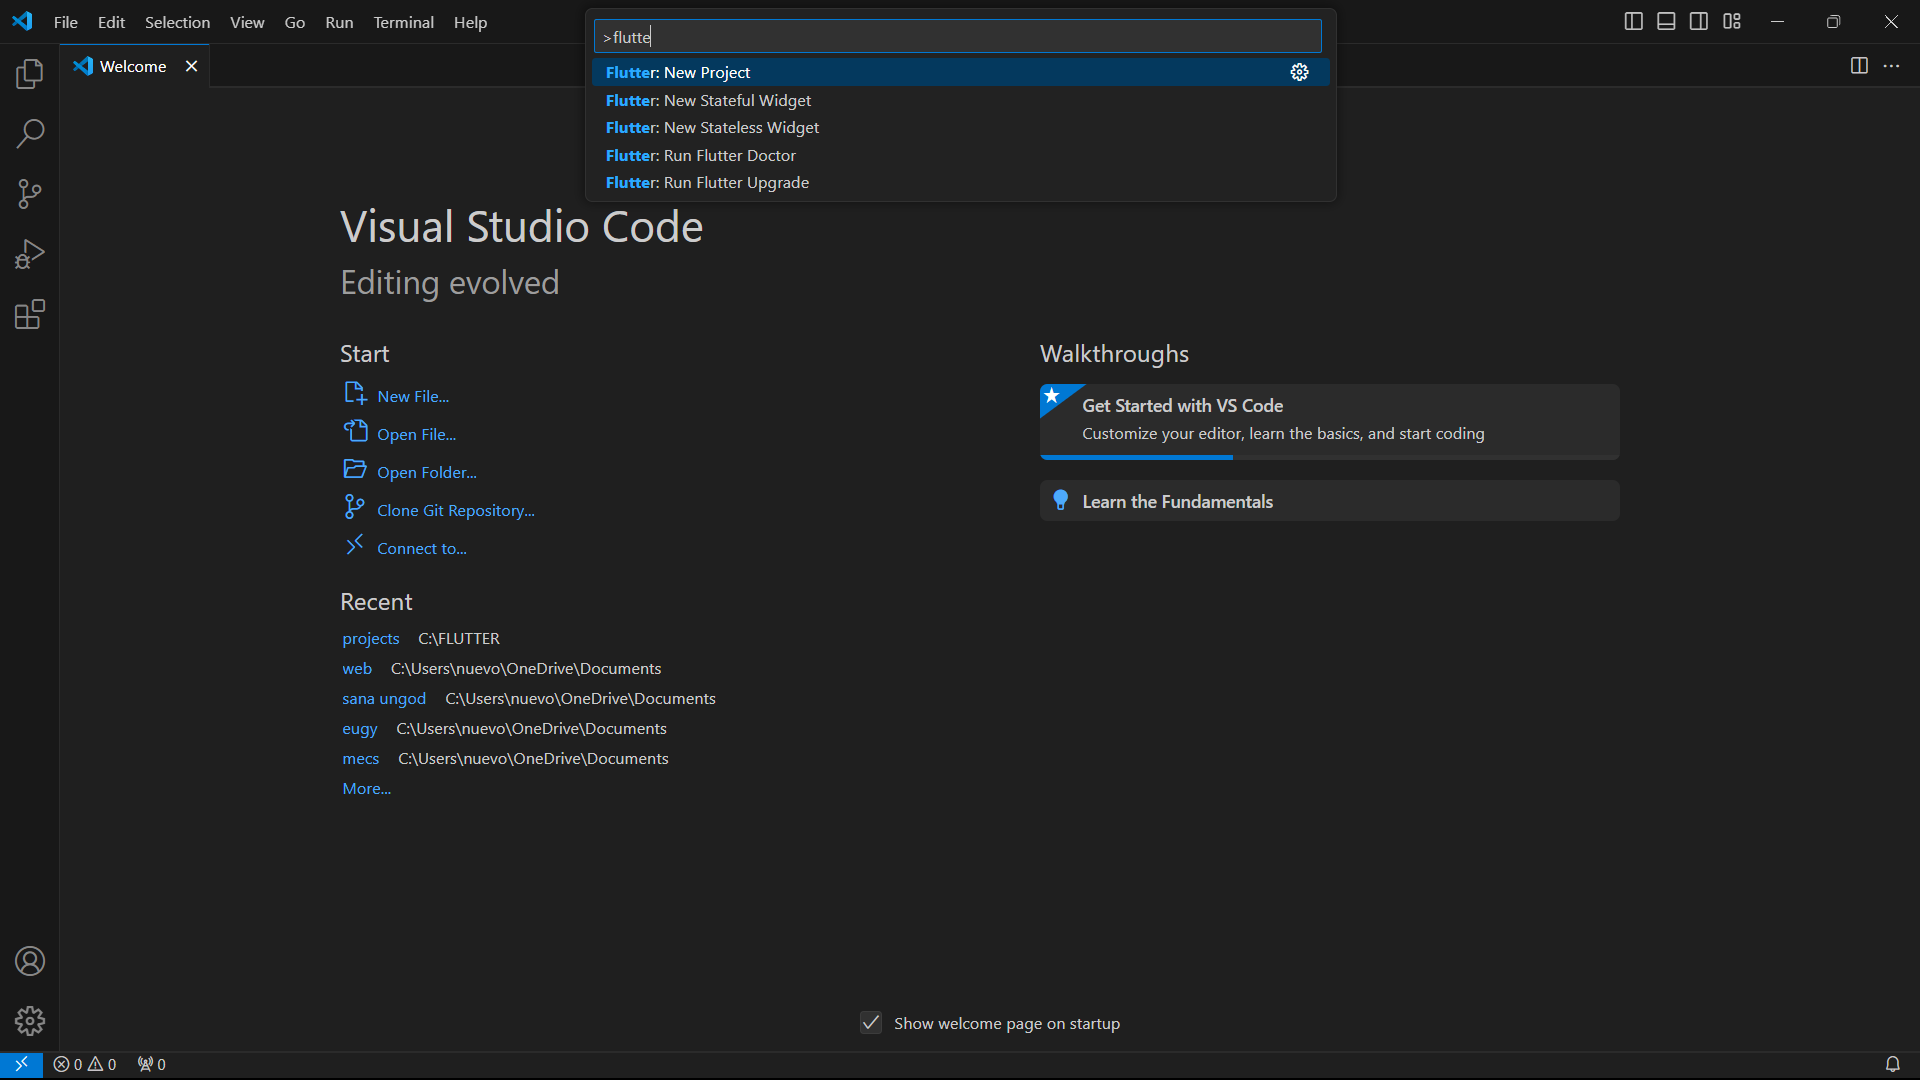 File Edit Selection View Go Run Terminal Help
>flutte
Welcome
Flutter: New Project
Flutter: New Stateful Widget
Flutter: New Stateless Widget
Flutter: Run Flutter Doctor
Flutter: Run Flutter Upgrade
Visual Studio Code
Editing evolved
Start
New File...
Open File...
Open Folder...
Clone Git Repository...
Connect to...
Recent
projects C:\FLUTTER
web C:\Users\nuevo\OneDrive\Documents
sana ungod C:\Users\nuevo\OneDrive\Documents
eugy C:\Users\nuevo\OneDrive\Documents
mecs C:\Users\nuevo\OneDrive\Documents
More...
Walkthroughs
Get Started with VS Code
Customize your editor, learn the basics, and start coding
Learn the Fundamentals
Show welcome page on startup
0 0 0